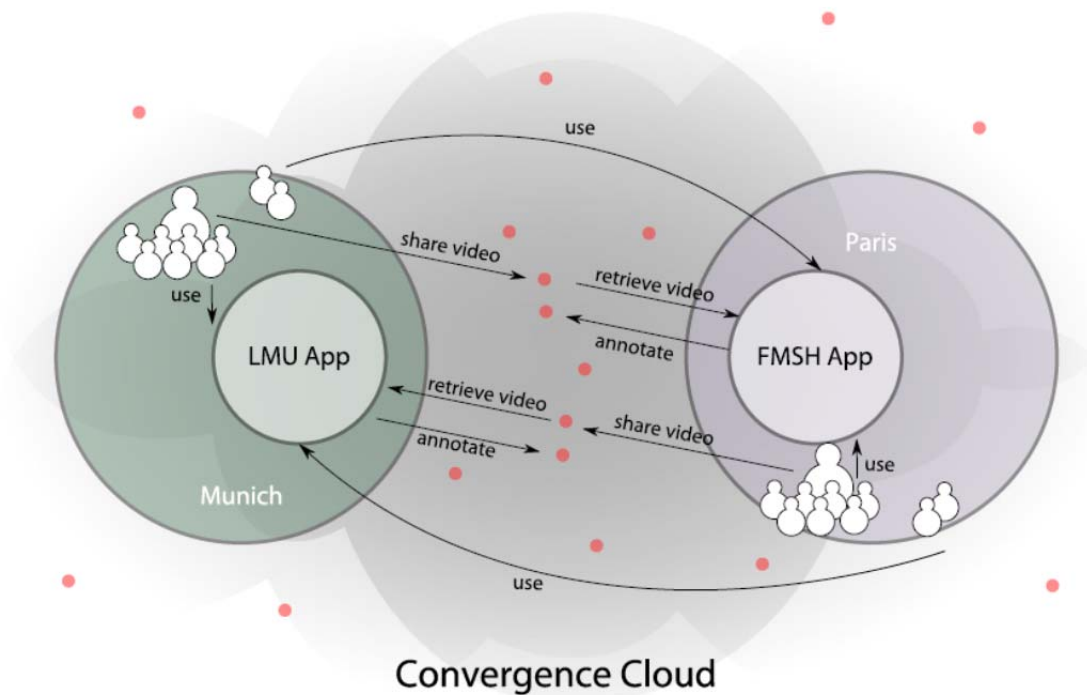 use
Paris
share video
retrieve video
use
annotate
LMU App
FMSH App
retrieve video
share video
annotate
use
Munich
use
Convergence Cloud